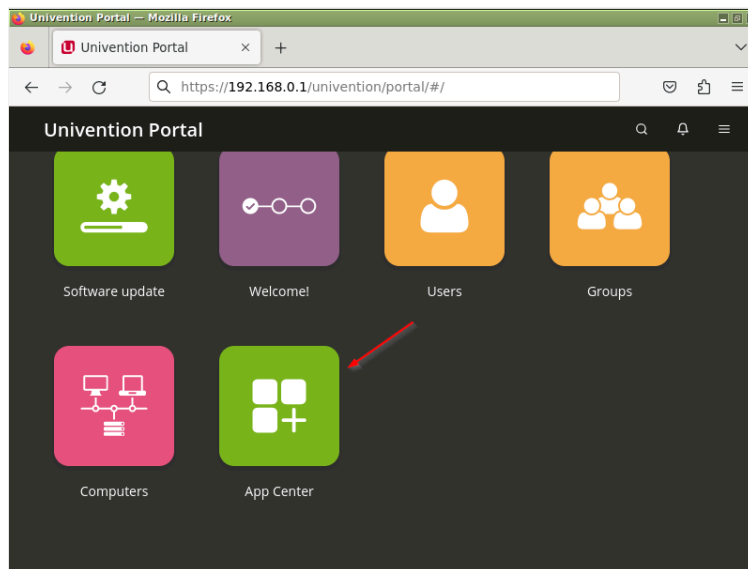 Univention Portal — Mozilla Firefox
Univention Portal
https://192.168.0.1/univention/portal/#/
Univention Portal
Software update
Welcome!
Users
Groups
Computers
App Center